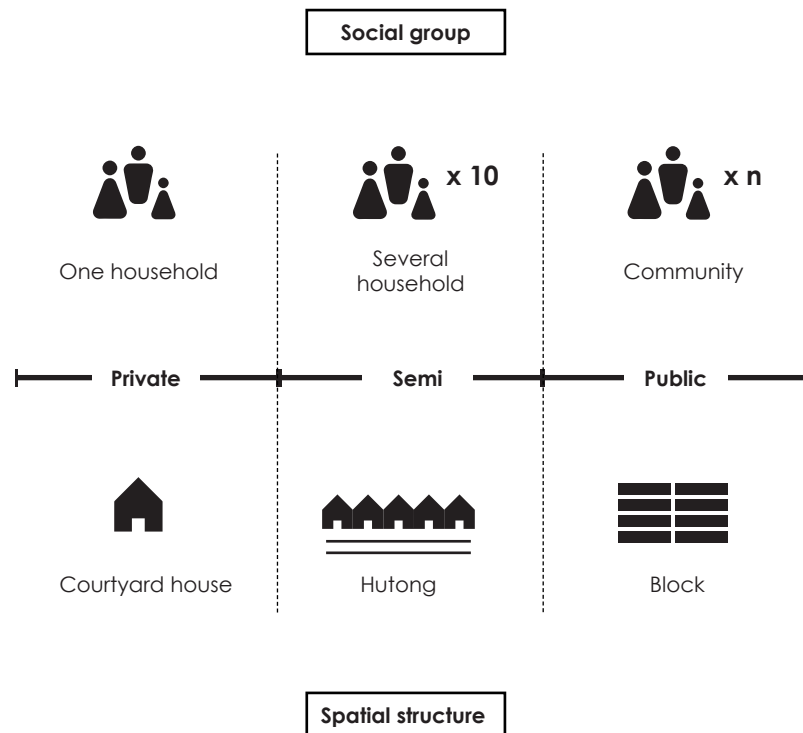 Social group
x 10
x n
One household
Several
household
Community
Private
Semi
Public
Courtyard house
Hutong
Block
Spatial structure